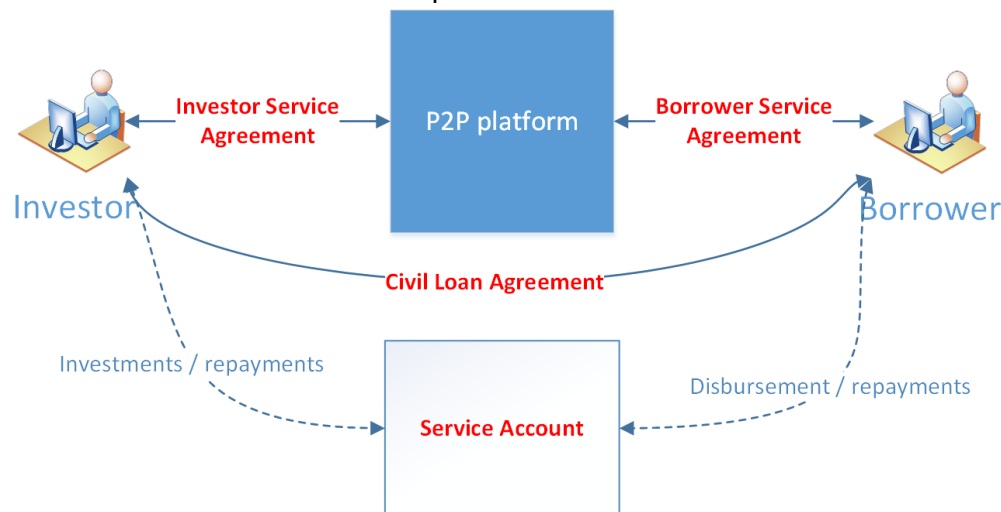 Investor Service
Agreement
P2P platform
Borrower Service
Agreement
Investor
Borrower
Civil Loan Agreement
Investments / repayments
Disbursement / repayments
Service Account